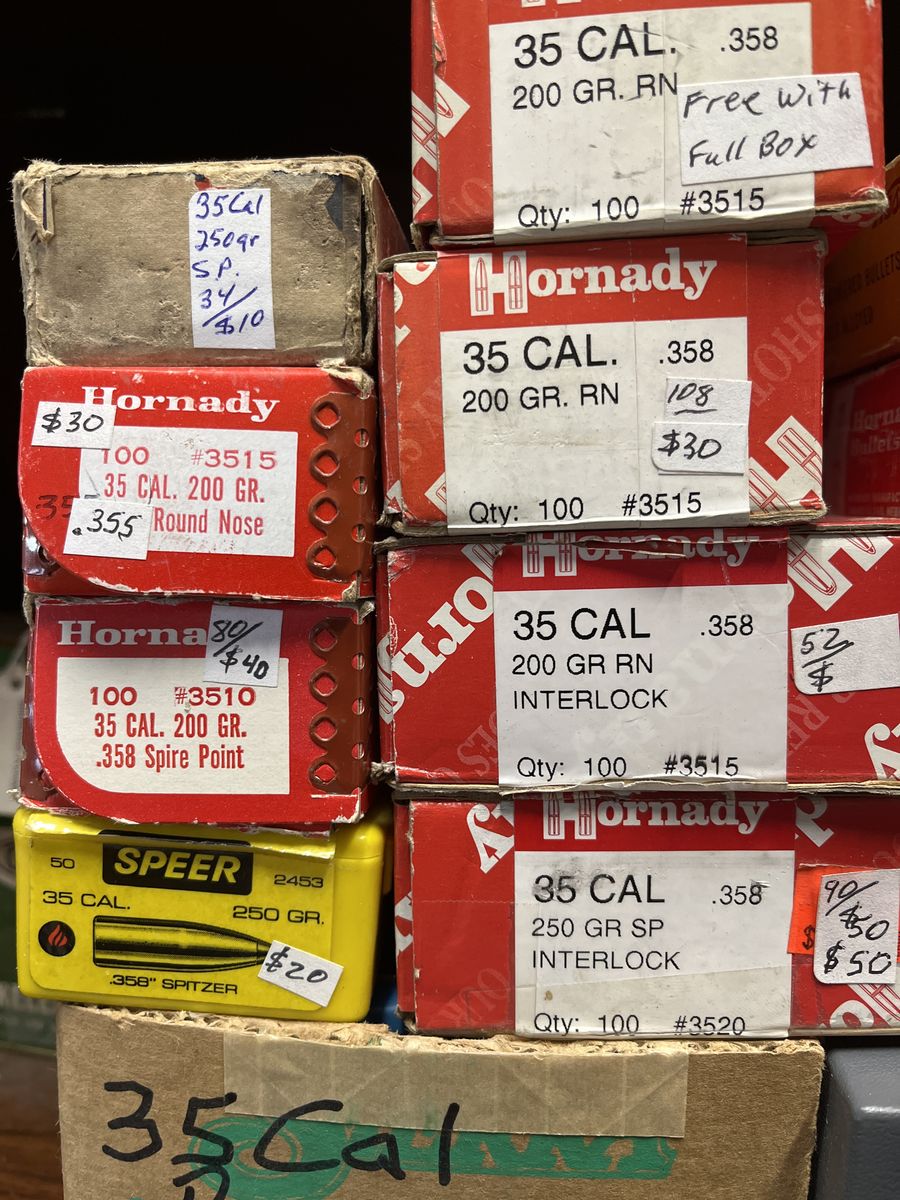 35 Cal
250gr
S.P.
34/
$10
Hornady
$30
100 #3515
35 CAL. 200 GR.
.355
Round Nose
Horna
80/
$40
100 #3510
35 CAL. 200 GR.
.358 Spire Point
SPEER
50
2453
35 CAL.
250 GR.
$20
.358" SPITZER
Hornady
35 CAL. .358
200 GR. RN
Free With
Full Box
Qty: 100 #3515
Hornady
35 CAL. .358
200 GR. RN
108
$30
Qty: 100 #3515
Hornady
35 CAL .358
200 GR RN
INTERLOCK
52/
$
Qty: 100 #3515
Hornady
35 CAL .358
250 GR SP
INTERLOCK
90/
$50
$50
Qty: 100 #3520
35 Cal